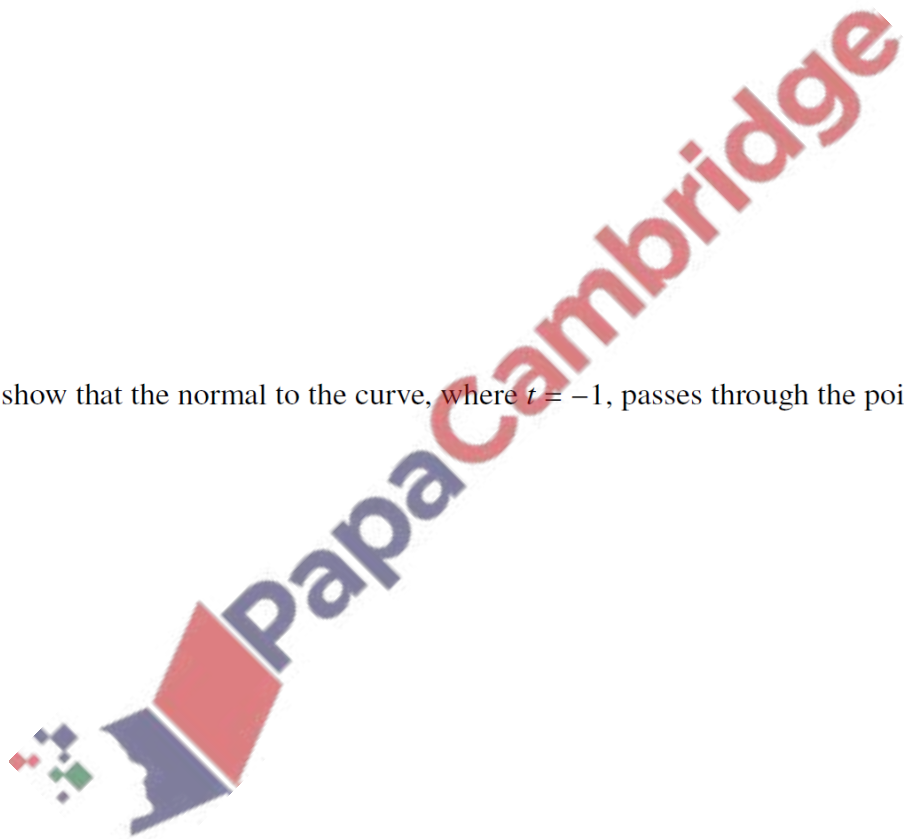 PapaCambridge
show that the normal to the curve, where t = −1, passes through the poi